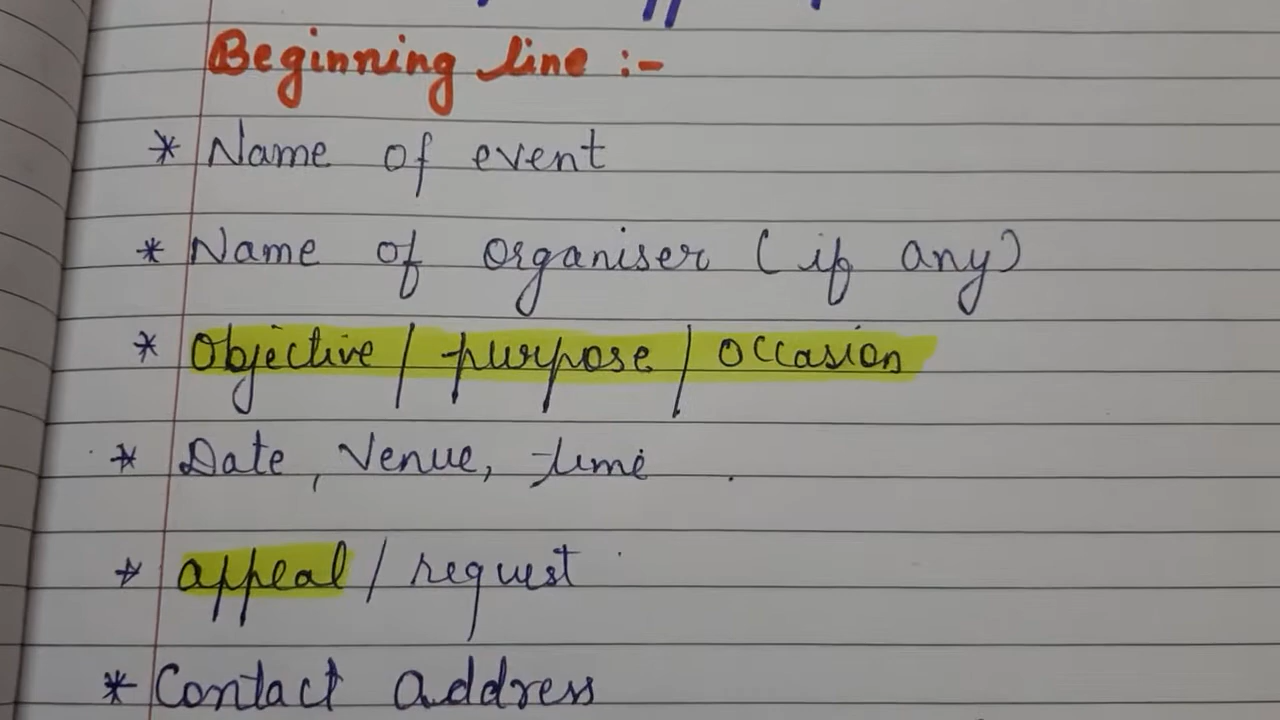 Beginning line :-
* Name of event
* Name of organiser (if any)
* Objective / purpose / occasion
* Date, Venue, time
* appeal / request
* Contact address